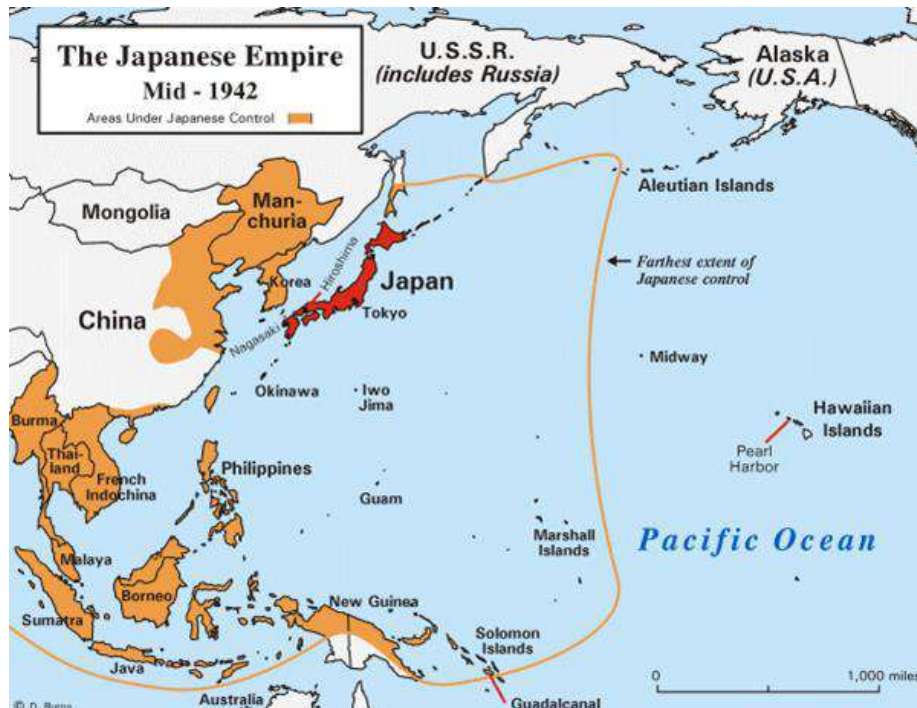 The Japanese Empire
Mid - 1942
Areas Under Japanese Control
U.S.S.R.
(includes Russia)
Alaska
(U.S.A.)
Aleutian Islands
Mongolia
Man-
churia
Farthest extent of
Japanese control
Korea
Hiroshima
Japan
Tokyo
China
Nagasaki
Midway
Okinawa
Iwo
Jima
Hawaiian
Islands
Pearl
Harbor
Burma
Thai-
land
French
Indochina
Philippines
Guam
Marshall
Islands
Pacific Ocean
Malaya
Borneo
Sumatra
New Guinea
Solomon
Islands
Java
Australia
Guadalcanal
0
1,000 miles
© D. Burns